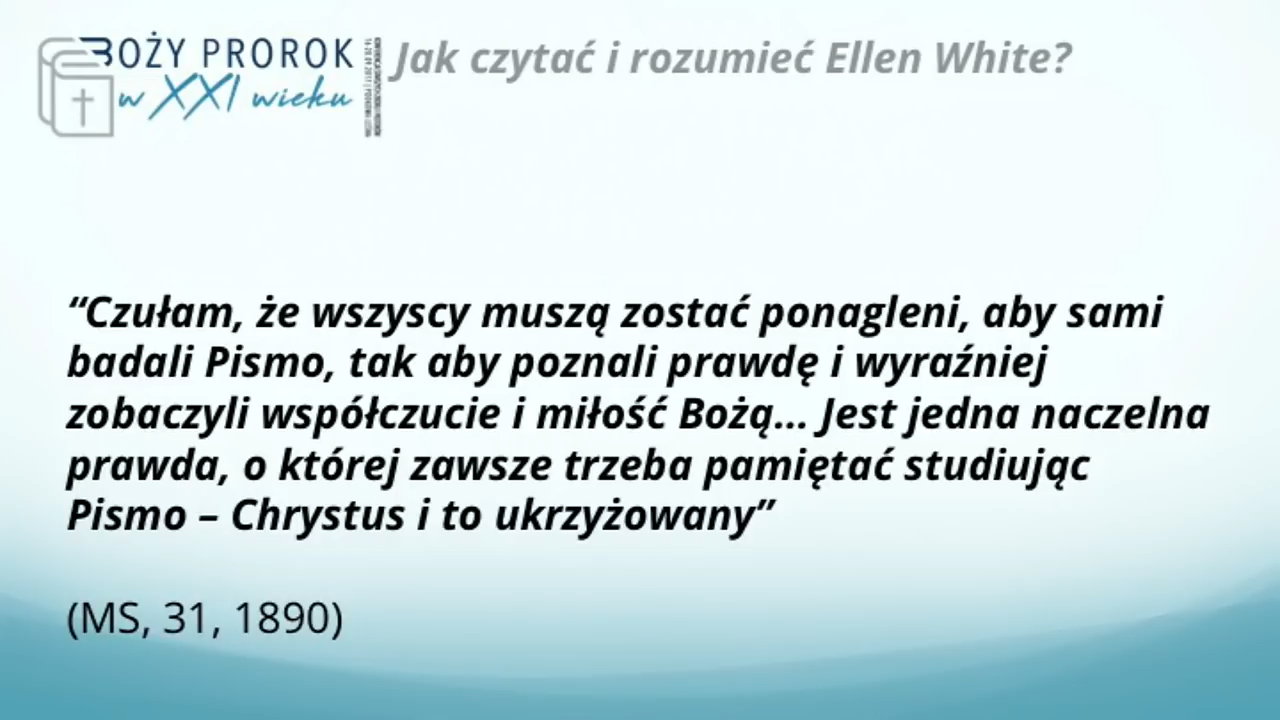 BOŻY PROROK
w XXI wieku
Jak czytać i rozumieć Ellen White?
“Czułam, że wszyscy muszą zostać ponagleni, aby sami
badali Pismo, tak aby poznali prawdę i wyraźniej
zobaczyli współczucie i miłość Bożą... Jest jedna naczelna
prawda, o której zawsze trzeba pamiętać studiując
Pismo – Chrystus i to ukrzyżowany”
(MS, 31, 1890)